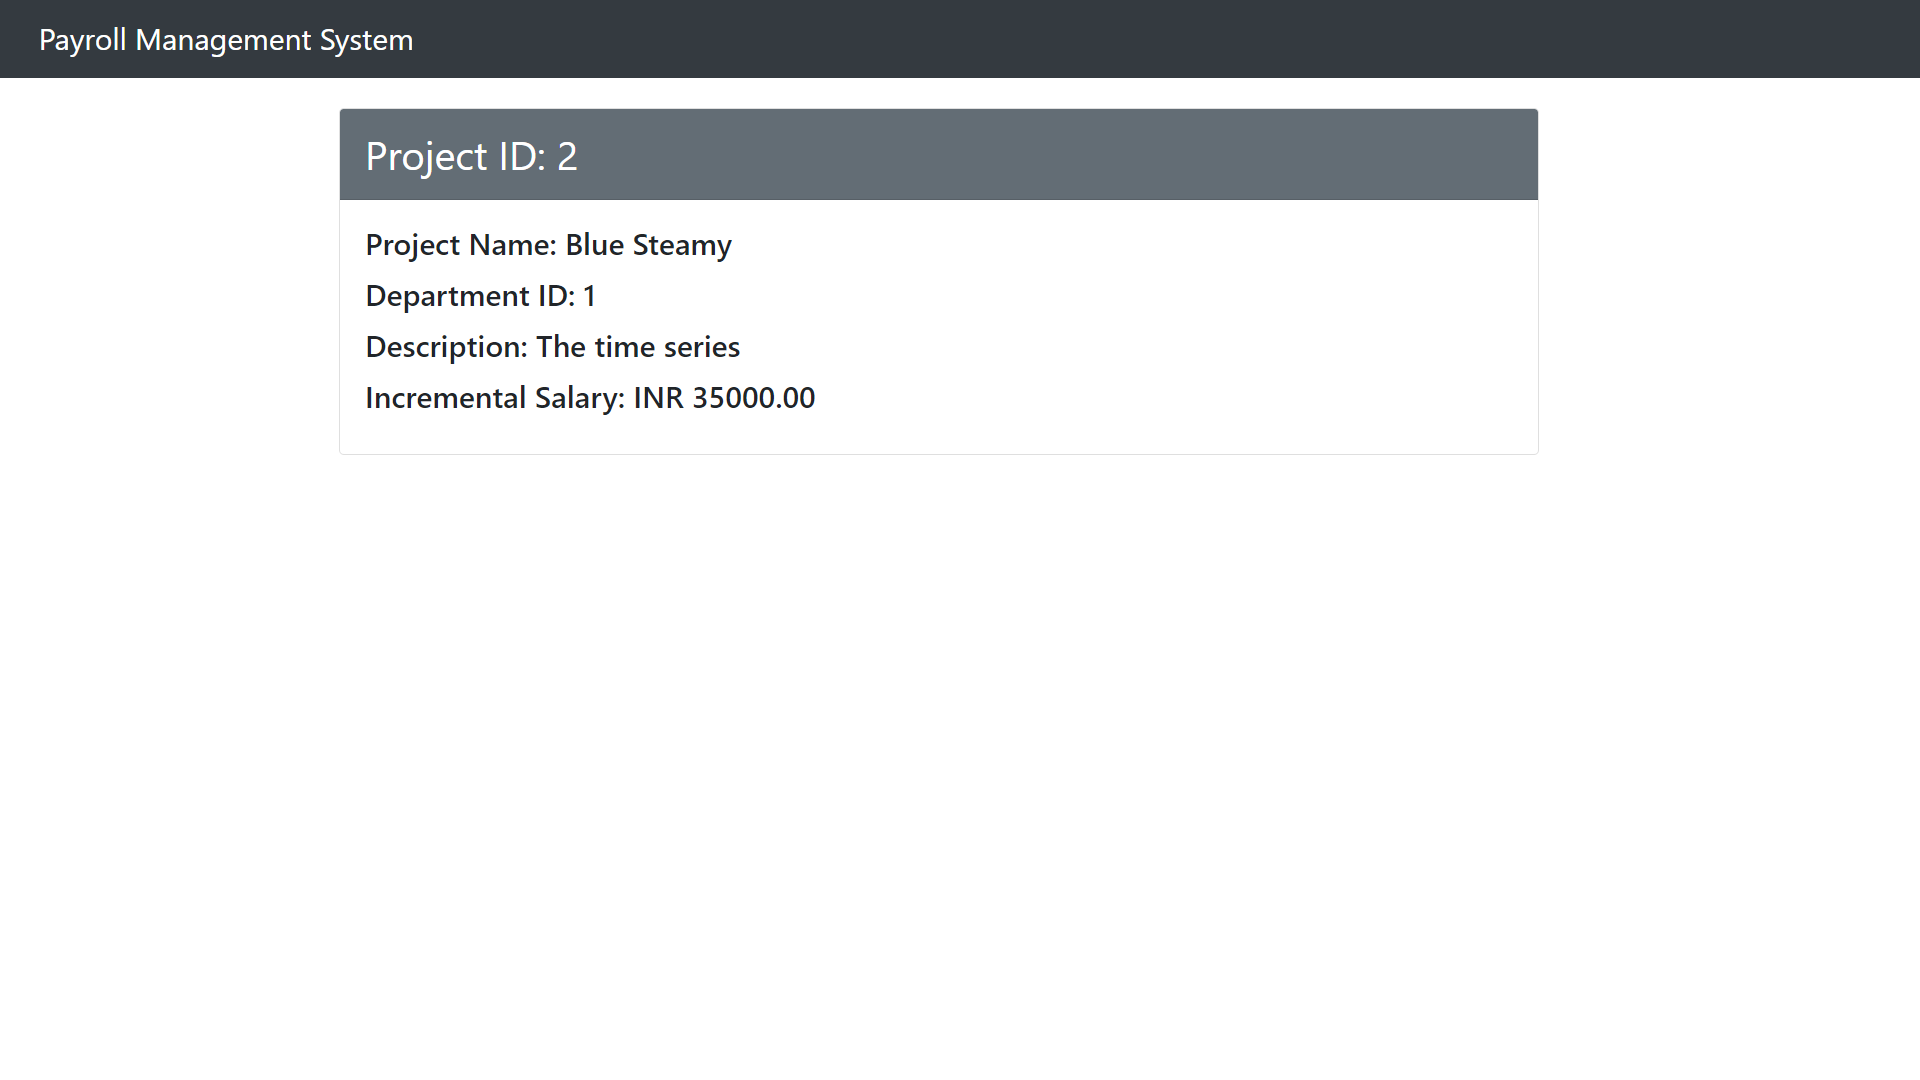 Payroll Management System
Project ID: 2
Project Name: Blue Steamy
Department ID: 1
Description: The time series
Incremental Salary: INR 35000.00